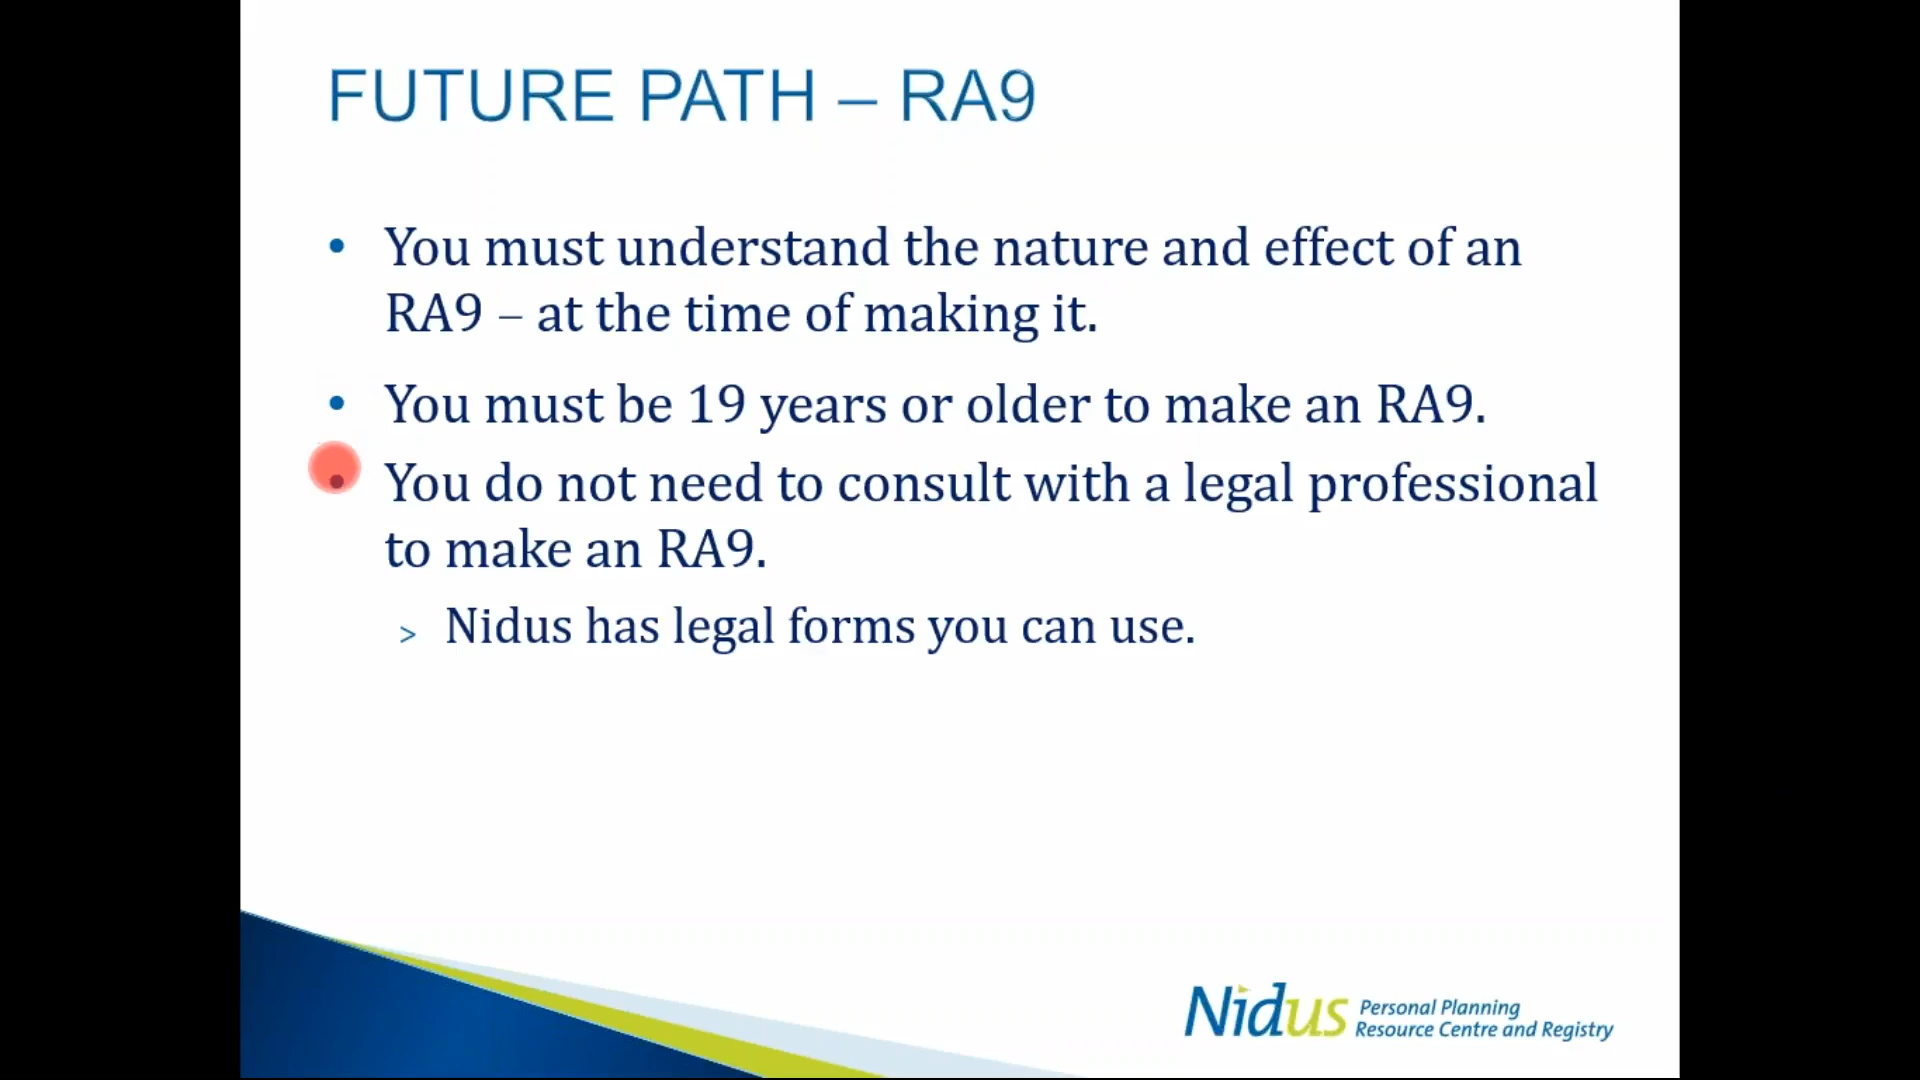 FUTURE PATH – RA9
• You must understand the nature and effect of an
RA9 – at the time of making it.
• You must be 19 years or older to make an RA9.
• You do not need to consult with a legal professional
to make an RA9.
> Nidus has legal forms you can use.
Nidus Personal Planning
Resource Centre and Registry